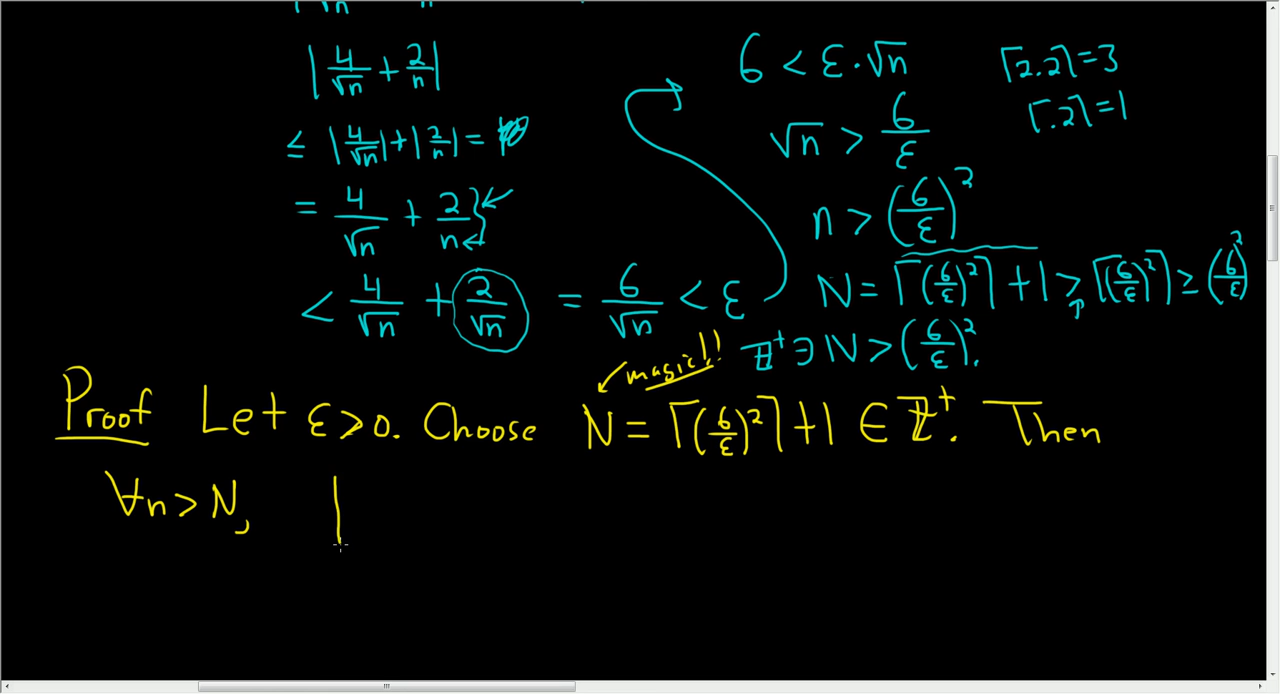 |4/√n + 2/n|
≤ |4/√n| + |2/n| =
= 4/√n + 2/n
< 4/√n + 2/√n = 6/√n < ε
6 < ε·√n
√n > 6/ε
n > (6/ε)²
N = ⌈(6/ε)²⌉ + 1 > ⌈(6/ε)²⌉ ≥ (6/ε)²
ℤ⁺ ∋ N > (6/ε)².
⌈2.2⌉ = 3
⌈.2⌉ = 1
magic!!
Proof Let ε > 0. Choose N = ⌈(6/ε)²⌉ + 1 ∈ ℤ⁺. Then
∀n > N, |